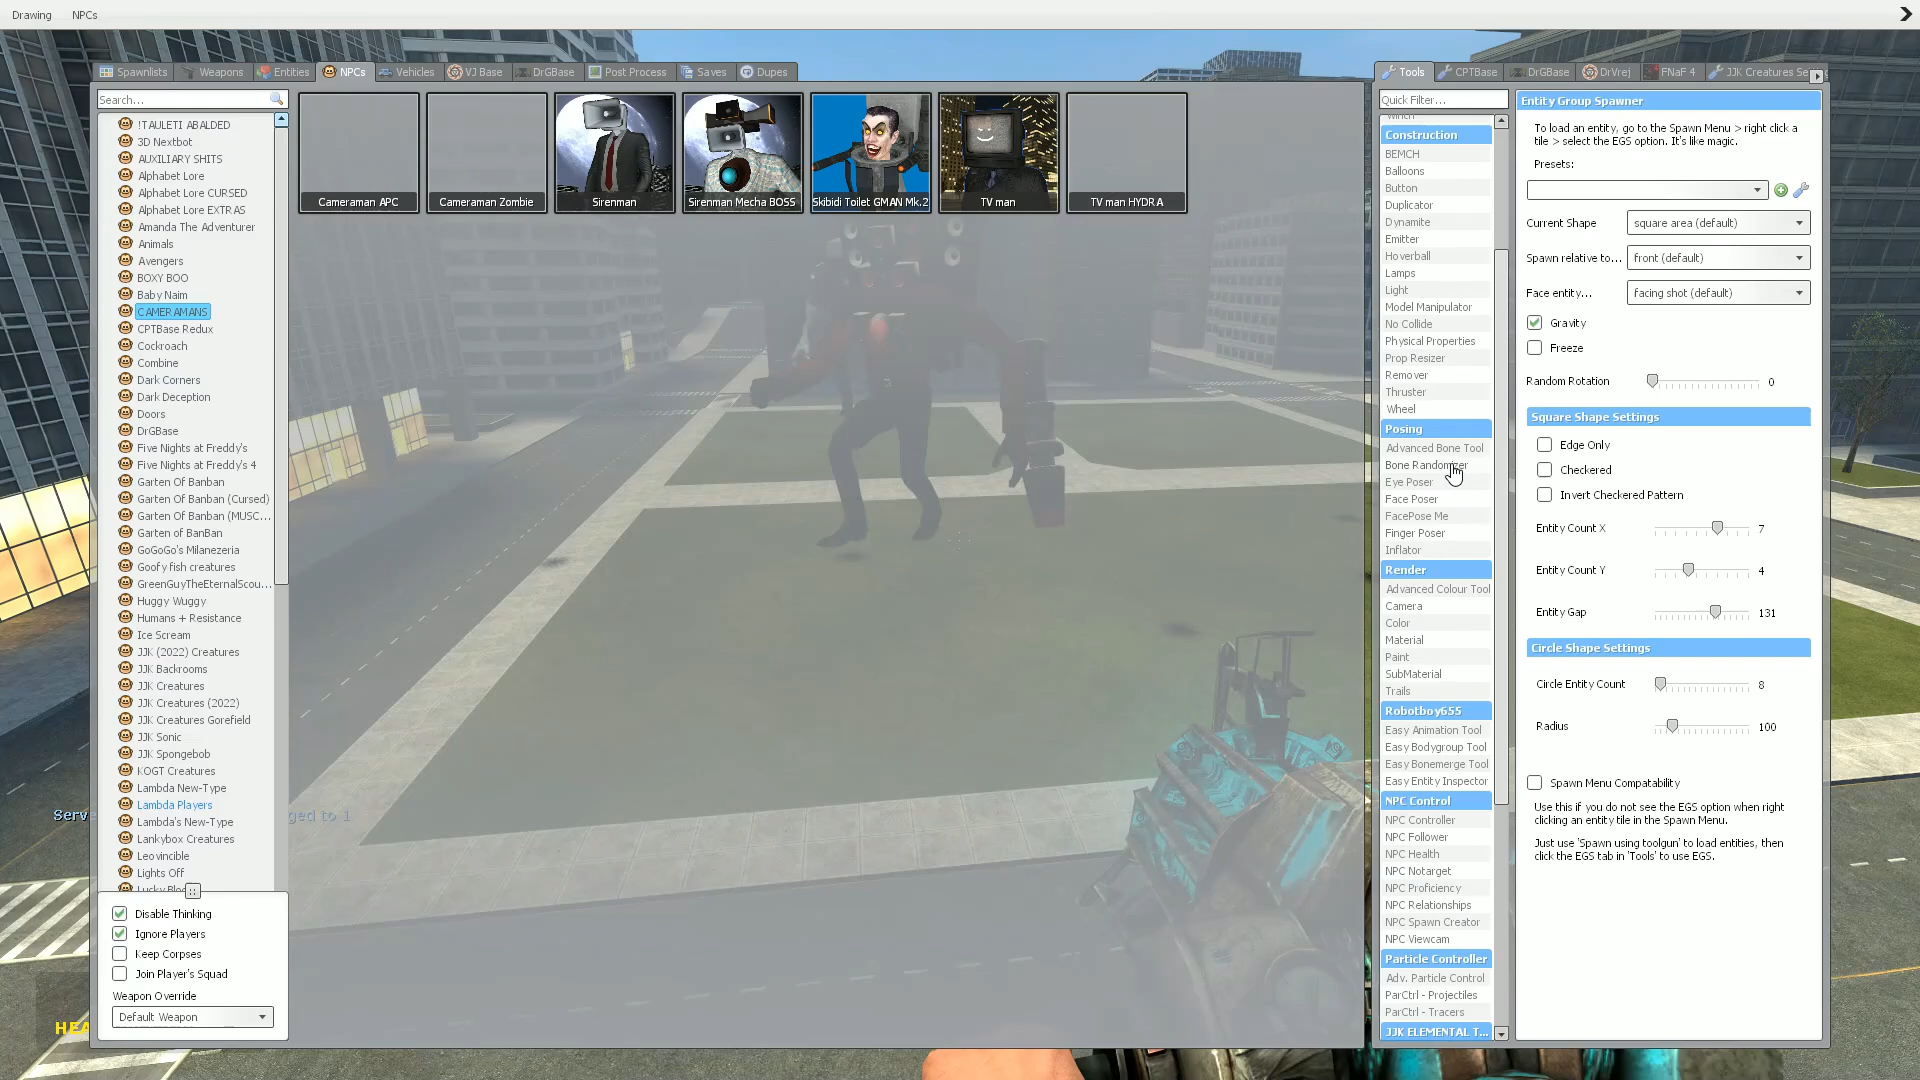 Drawing
NPCs
Spawnlists
Weapons
Entities
NPCs
Vehicles
VJ Base
DrGBase
Post Process
Saves
Dupes
Search...
!TAULETI ABALDED
3D Nextbot
AUXILIARY SHITS
Alphabet Lore
Alphabet Lore CURSED
Alphabet Lore EXTRAS
Amanda The Adventurer
Animals
Avengers
BOXY BOO
Baby Naim
CAMERAMANS
CPTBase Redux
Cockroach
Combine
Dark Corners
Dark Deception
Doors
DrGBase
Five Nights at Freddy's
Five Nights at Freddy's 4
Garten Of Banban
Garten Of Banban (Cursed)
Garten Of Banban (MUSC...
Garten of BanBan
GoGoGo's Milanezeria
Goofy fish creatures
GreenGuyTheEternalScou...
Huggy Wuggy
Humans + Resistance
Ice Scream
JJK (2022) Creatures
JJK Backrooms
JJK Creatures
JJK Creatures (2022)
JJK Creatures Gorefield
JJK Sonic
JJK Spongebob
KOGT Creatures
Lambda New-Type
Lambda Players
Lambda's New-Type
Lankybox Creatures
Leovincible
Lights Off
Disable Thinking
Ignore Players
Keep Corpses
Join Player's Squad
Weapon Override
Default Weapon
Cameraman APC
Cameraman Zombie
Sirenman
Sirenman Mecha BOSS
Skibidi Toilet GMAN Mk.2
TV man
TV man HYDRA
Serv
ged to 1
HEA
Tools
CPTBase
DrGBase
DrVrej
FNaF 4
JJK Creatures Se
Quick Filter...
Winch
Construction
BEMCH
Balloons
Button
Duplicator
Dynamite
Emitter
Hoverball
Lamps
Light
Model Manipulator
No Collide
Physical Properties
Prop Resizer
Remover
Thruster
Wheel
Posing
Advanced Bone Tool
Bone Randomizer
Eye Poser
Face Poser
FacePose Me
Finger Poser
Inflator
Render
Advanced Colour Tool
Camera
Color
Material
Paint
SubMaterial
Trails
Robotboy655
Easy Animation Tool
Easy Bodygroup Tool
Easy Bonemerge Tool
Easy Entity Inspector
NPC Control
NPC Controller
NPC Follower
NPC Health
NPC Notarget
NPC Proficiency
NPC Relationships
NPC Spawn Creator
NPC Viewcam
Particle Controller
Adv. Particle Control
ParCtrl - Projectiles
ParCtrl - Tracers
JJK ELEMENTAL T...
Entity Group Spawner
To load an entity, go to the Spawn Menu > right click a
tile > select the EGS option. It's like magic.
Presets:
Current Shape square area (default)
Spawn relative to... front (default)
Face entity... facing shot (default)
Gravity
Freeze
Random Rotation 0
Square Shape Settings
Edge Only
Checkered
Invert Checkered Pattern
Entity Count X 7
Entity Count Y 4
Entity Gap 131
Circle Shape Settings
Circle Entity Count 8
Radius 100
Spawn Menu Compatability
Use this if you do not see the EGS option when right
clicking an entity tile in the Spawn Menu.
Just use 'Spawn using toolgun' to load entities, then
click the EGS tab in 'Tools' to use EGS.